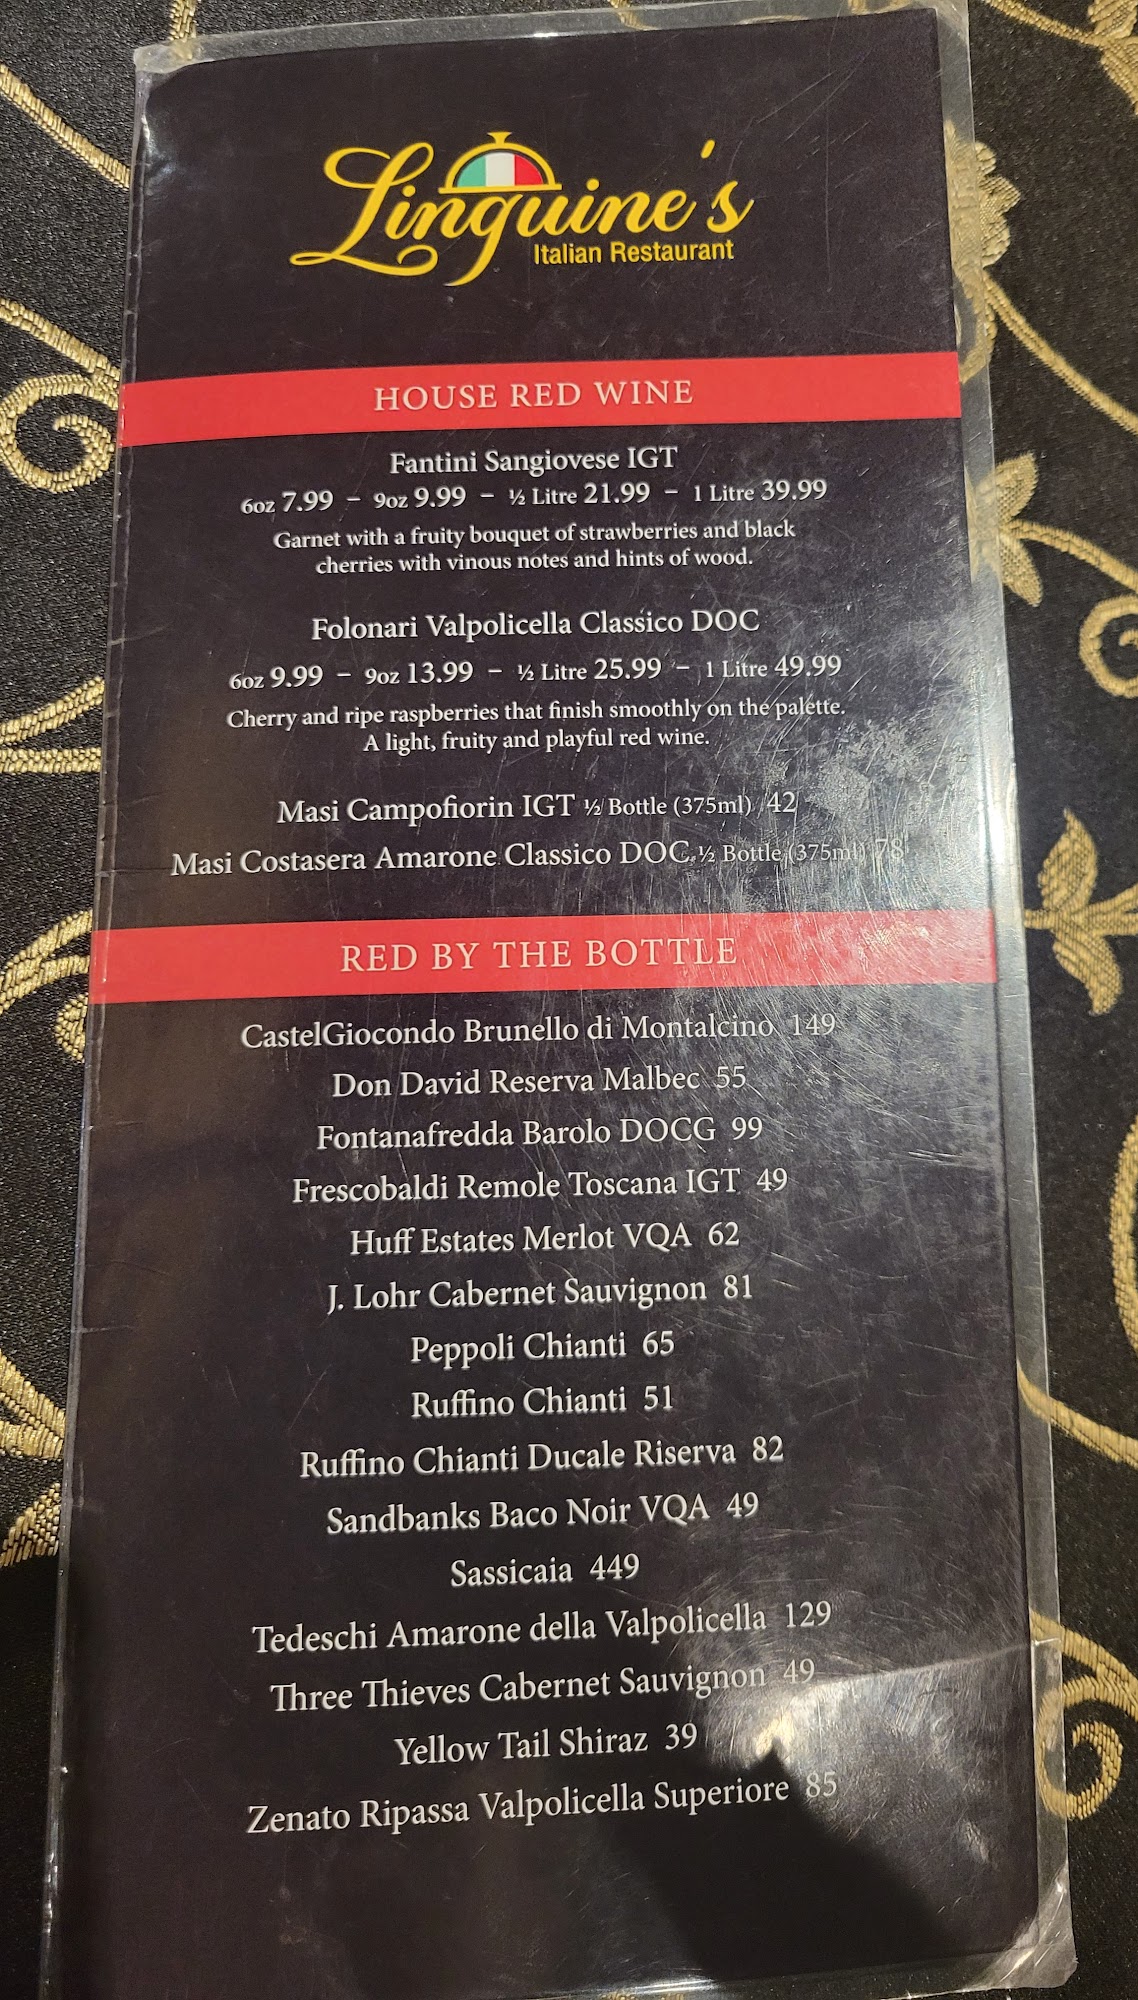 Linguine's
Italian Restaurant
HOUSE RED WINE
Fantini Sangiovese IGT
6oz 7.99 – 9oz 9.99 – ½ Litre 21.99 – 1 Litre 39.99
Garnet with a fruity bouquet of strawberries and black
cherries with vinous notes and hints of wood.
Folonari Valpolicella Classico DOC
6oz 9.99 – 9oz 13.99 – ½ Litre 25.99 – 1 Litre 49.99
Cherry and ripe raspberries that finish smoothly on the palette.
A light, fruity and playful red wine.
Masi Campofiorin IGT ½ Bottle (375ml) 42
Masi Costasera Amarone Classico DOC ½ Bottle (375ml) 78
RED BY THE BOTTLE
CastelGiocondo Brunello di Montalcino 149
Don David Reserva Malbec 55
Fontanafredda Barolo DOCG 99
Frescobaldi Remole Toscana IGT 49
Huff Estates Merlot VQA 62
J. Lohr Cabernet Sauvignon 81
Peppoli Chianti 65
Ruffino Chianti 51
Ruffino Chianti Ducale Riserva 82
Sandbanks Baco Noir VQA 49
Sassicaia 449
Tedeschi Amarone della Valpolicella 129
Three Thieves Cabernet Sauvignon 49
Yellow Tail Shiraz 39
Zenato Ripassa Valpolicella Superiore 85